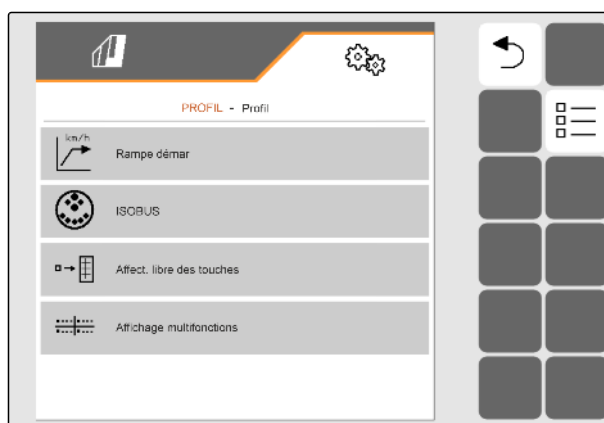 PROFIL - Profil
km/h
Rampe démar
ISOBUS
Affect. libre des touches
Affichage multifonctions